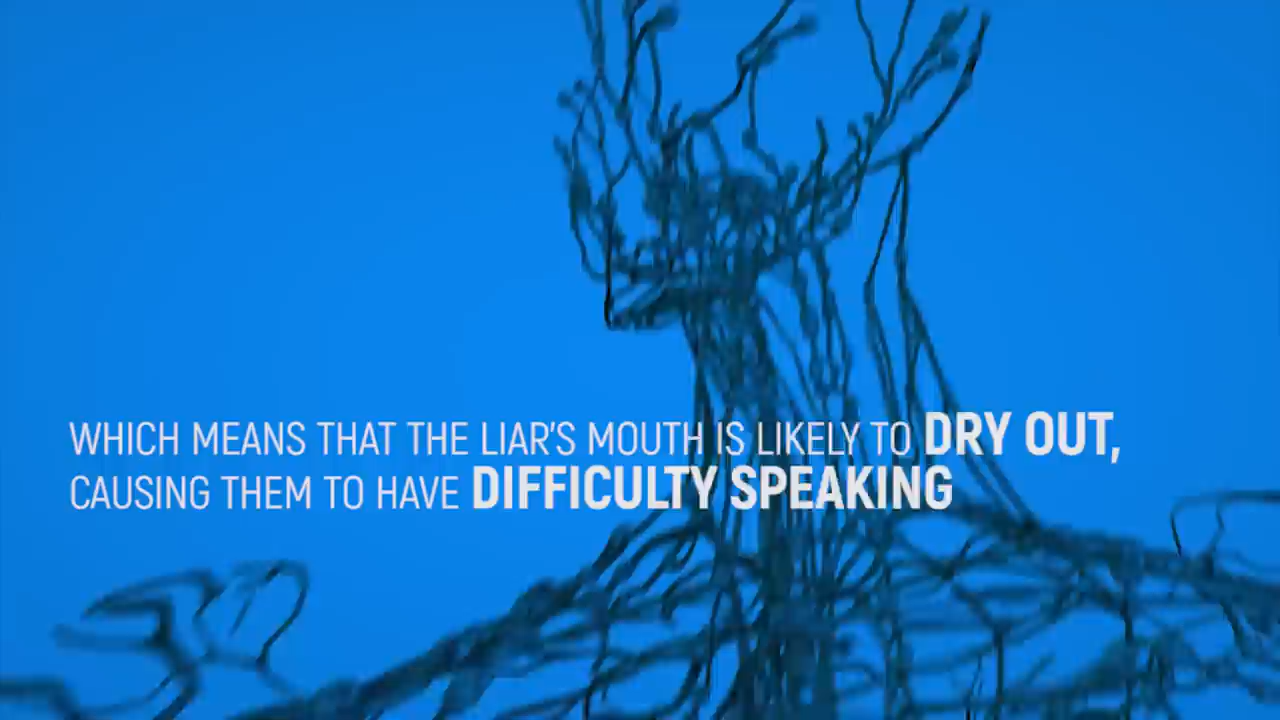 WHICH MEANS THAT THE LIAR'S MOUTH IS LIKELY TO DRY OUT,
CAUSING THEM TO HAVE DIFFICULTY SPEAKING